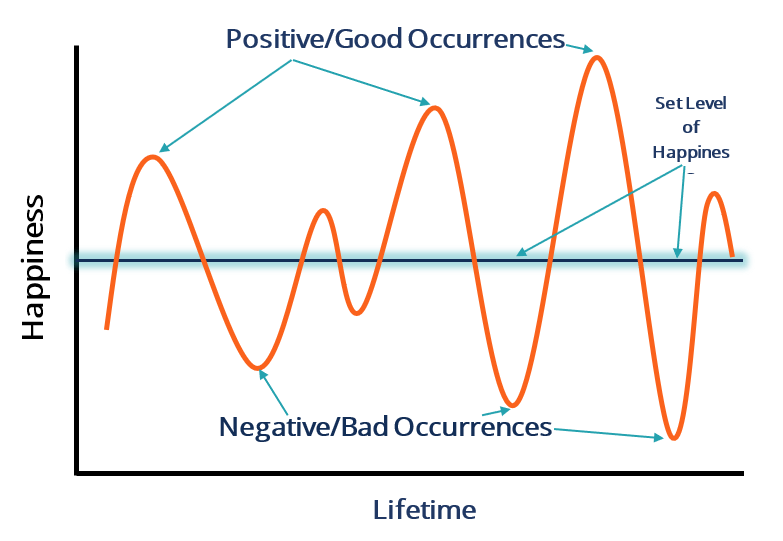 Positive/Good Occurrences
Set Level
of
Happines
Happiness
Negative/Bad Occurrences
Lifetime